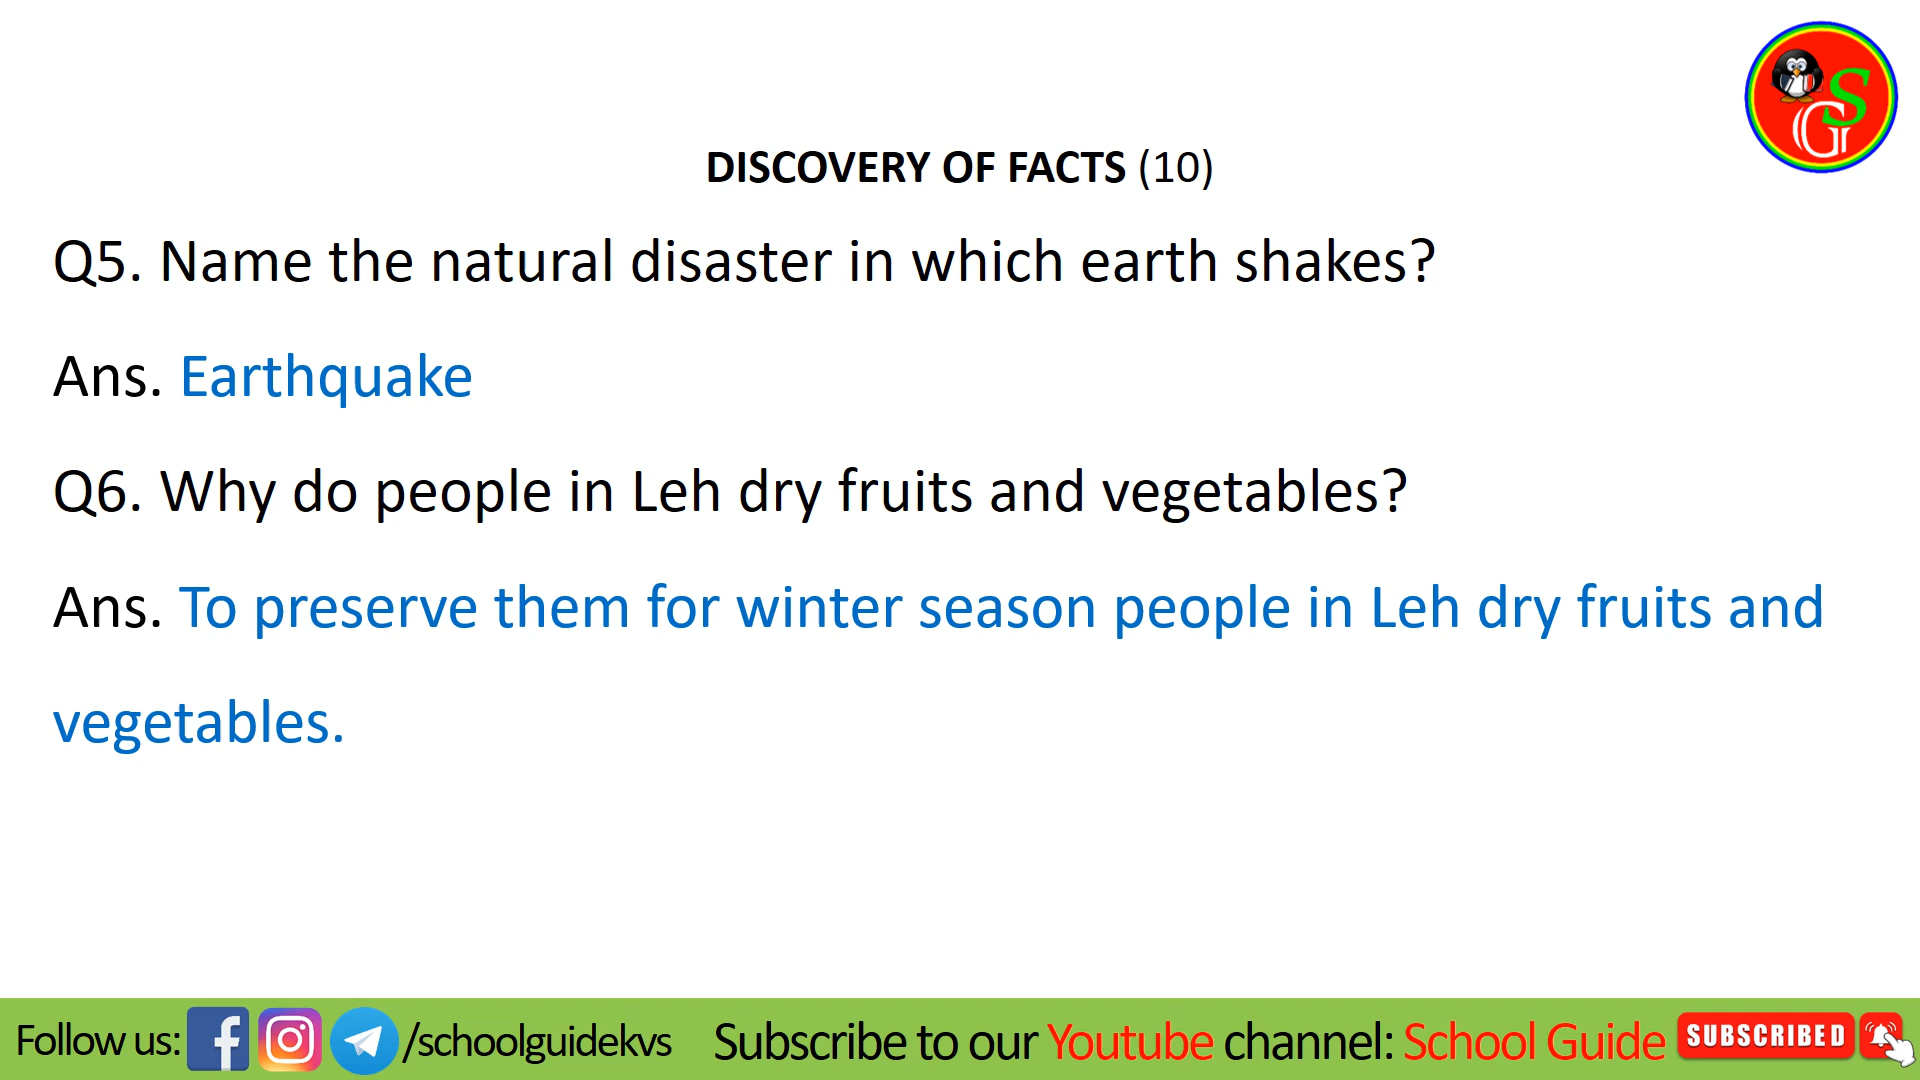 SG
DISCOVERY OF FACTS (10)
Q5. Name the natural disaster in which earth shakes?
Ans. Earthquake
Q6. Why do people in Leh dry fruits and vegetables?
Ans. To preserve them for winter season people in Leh dry fruits and
vegetables.
Follow us: /schoolguidekvs Subscribe to our Youtube channel: School Guide SUBSCRIBED